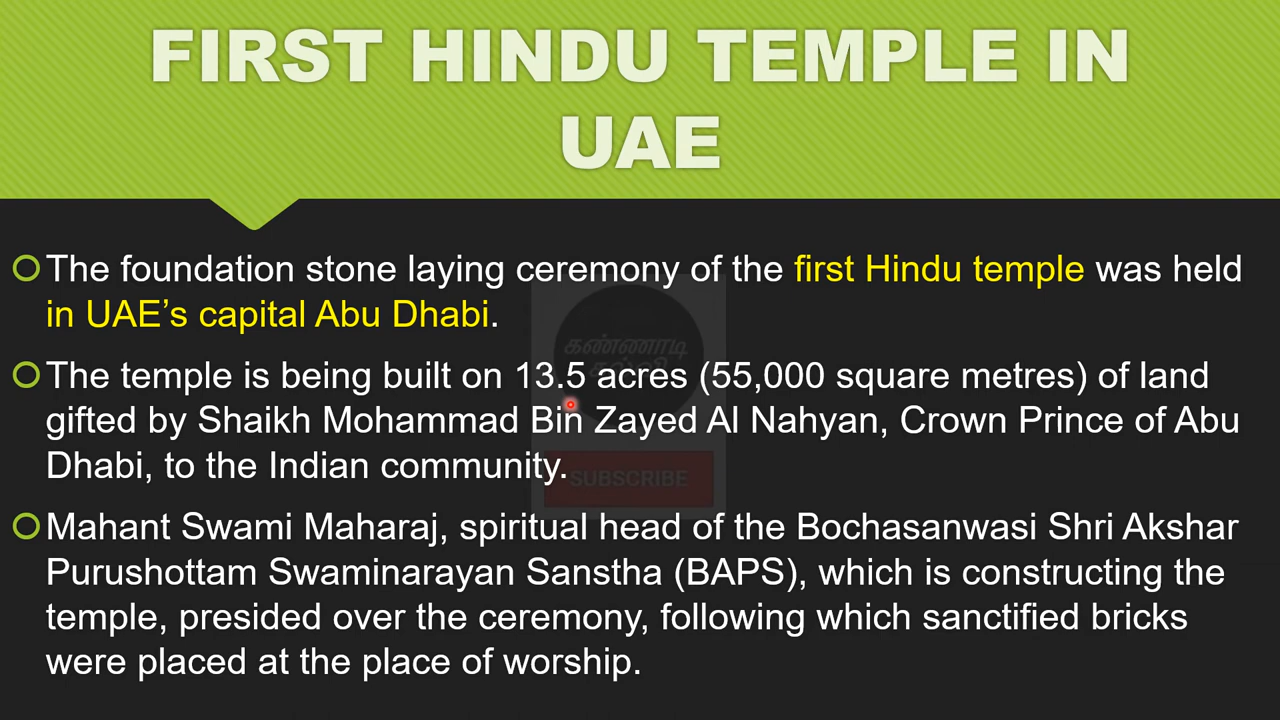 FIRST HINDU TEMPLE IN
UAE
The foundation stone laying ceremony of the first Hindu temple was held
in UAE’s capital Abu Dhabi.
The temple is being built on 13.5 acres (55,000 square metres) of land
gifted by Shaikh Mohammad Bin Zayed Al Nahyan, Crown Prince of Abu
Dhabi, to the Indian community.
Mahant Swami Maharaj, spiritual head of the Bochasanwasi Shri Akshar
Purushottam Swaminarayan Sanstha (BAPS), which is constructing the
temple, presided over the ceremony, following which sanctified bricks
were placed at the place of worship.
கண்ணாடி
SUBSCRIBE